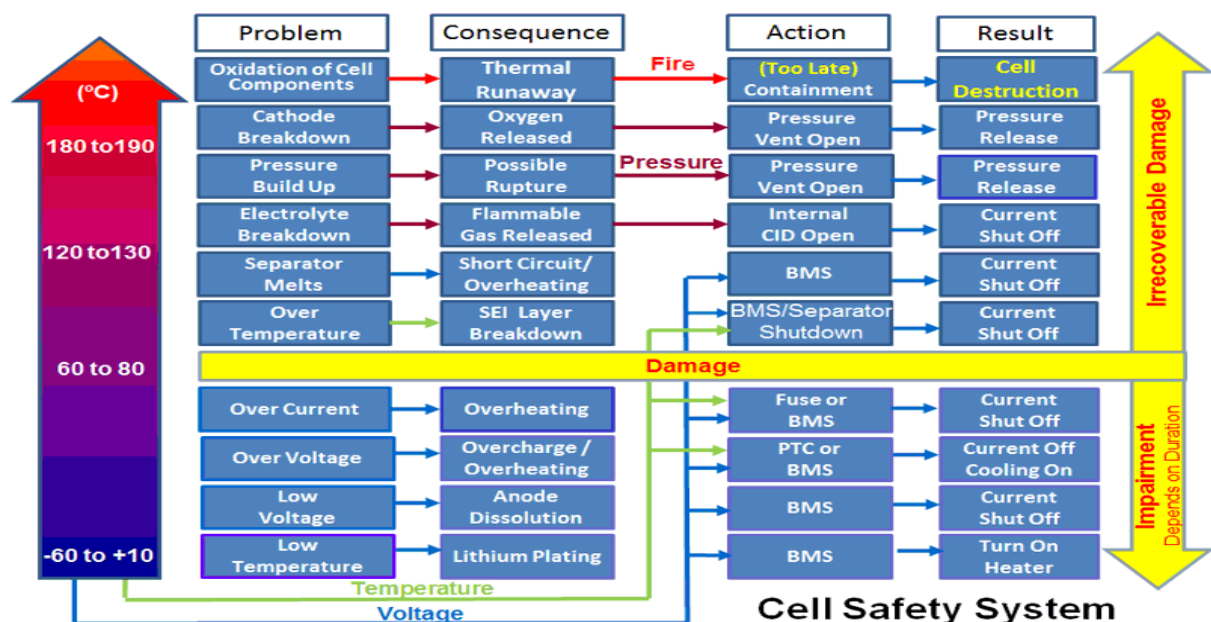 Problem
Consequence
Action
Result
(°C)
Oxidation of Cell
Components
Thermal
Runaway
Fire
(Too Late)
Containment
Cell
Destruction
Cathode
Breakdown
Oxygen
Released
Pressure
Vent Open
Pressure
Release
180 to190
Pressure
Build Up
Possible
Rupture
Pressure
Pressure
Vent Open
Pressure
Release
Electrolyte
Breakdown
Flammable
Gas Released
Internal
CID Open
Current
Shut Off
120 to130
Separator
Melts
Short Circuit/
Overheating
BMS
Current
Shut Off
Over
Temperature
SEI Layer
Breakdown
BMS/Separator
Shutdown
Current
Shut Off
Irrecoverable Damage
60 to 80
Damage
Over Current
Overheating
Fuse or
BMS
Current
Shut Off
Over Voltage
Overcharge /
Overheating
PTC or
BMS
Current Off
Cooling On
Low
Voltage
Anode
Dissolution
BMS
Current
Shut Off
Impairment
Depends on Duration
-60 to +10
Low
Temperature
Lithium Plating
BMS
Turn On
Heater
Temperature
Voltage
Cell Safety System